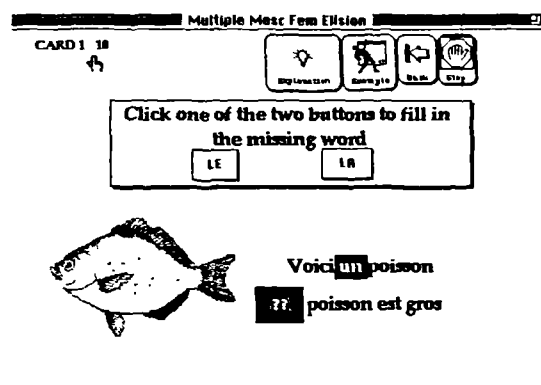 Multiple Masc Fem Elision
CARD 1 10
Explanation
Example
Back
Stop
Click one of the two buttons to fill in
the missing word
LE
LA
Voici un poisson
?? poisson est gros